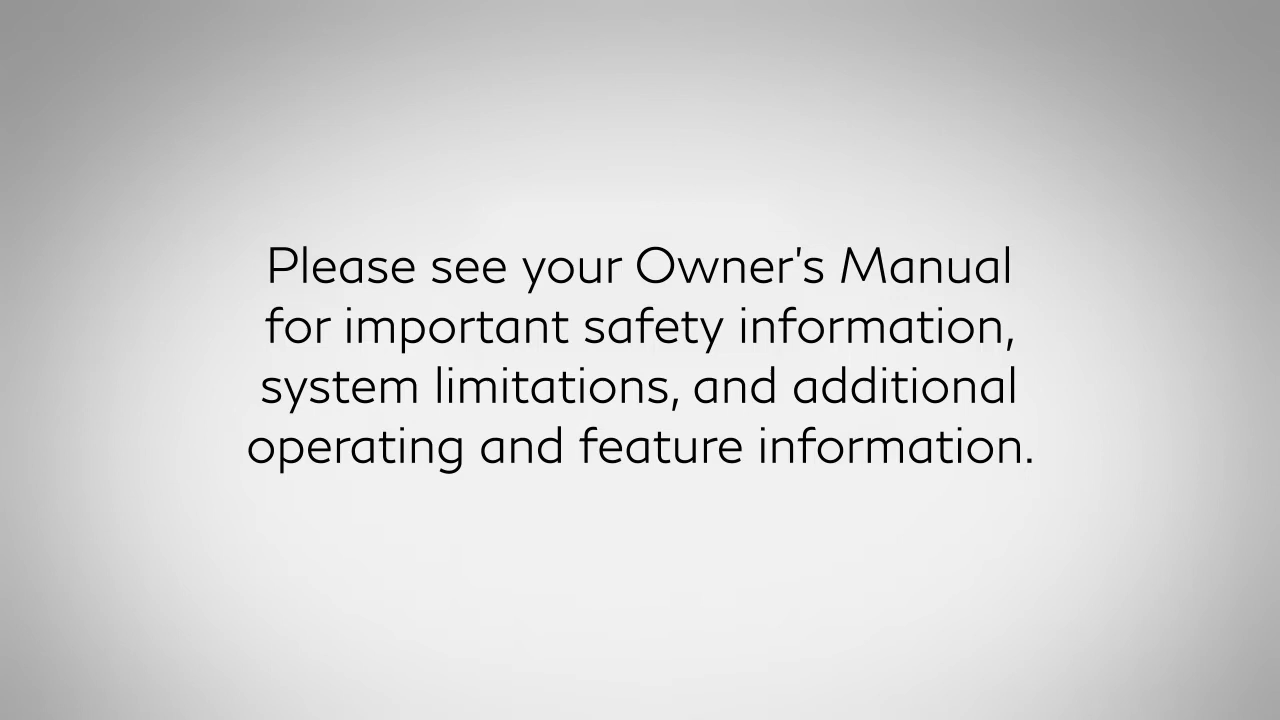 Please see your Owner's Manual
for important safety information,
system limitations, and additional
operating and feature information.